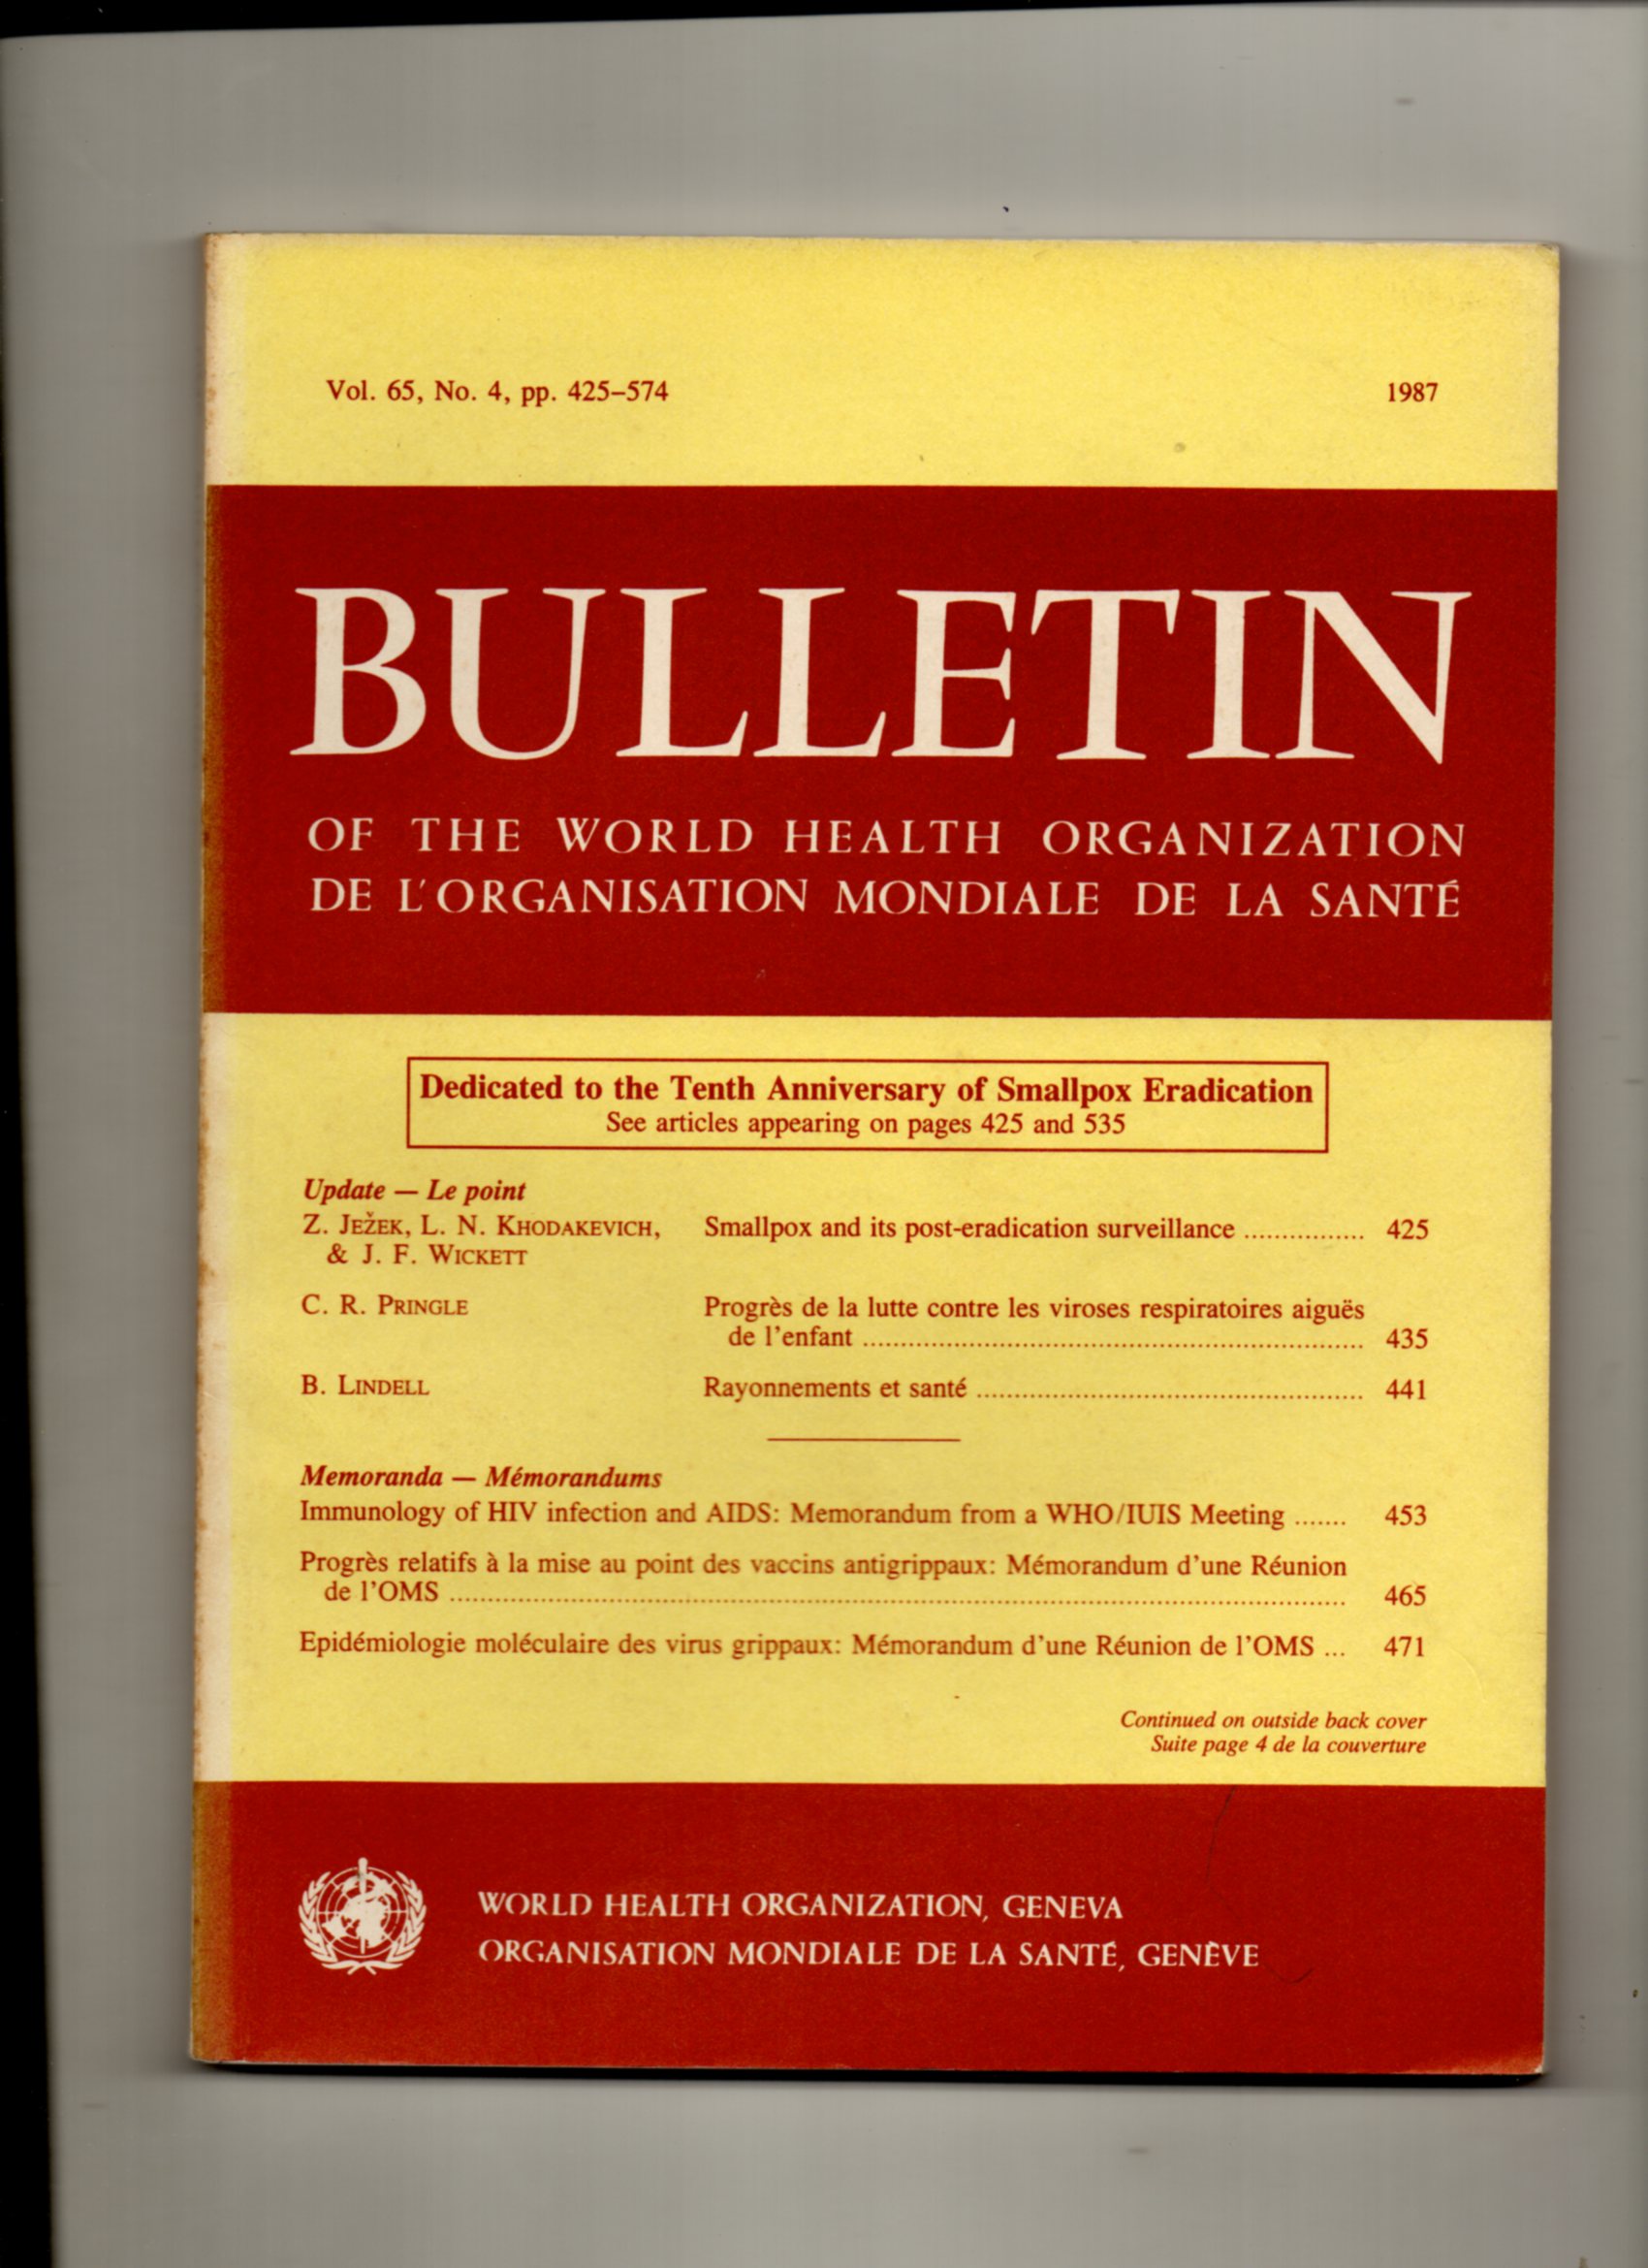 Vol. 65, No. 4, pp. 425–574 1987
BULLETIN
OF THE WORLD HEALTH ORGANIZATION
DE L'ORGANISATION MONDIALE DE LA SANTÉ
Dedicated to the Tenth Anniversary of Smallpox Eradication
See articles appearing on pages 425 and 535
Update — Le point
Z. JEŽEK, L. N. KHODAKEVICH, Smallpox and its post-eradication surveillance ................ 425
& J. F. WICKETT
C. R. PRINGLE Progrès de la lutte contre les viroses respiratoires aiguës
de l'enfant ................................................................ 435
B. LINDELL Rayonnements et santé .................................................. 441
Memoranda — Mémorandums
Immunology of HIV infection and AIDS: Memorandum from a WHO/IUIS Meeting ....... 453
Progrès relatifs à la mise au point des vaccins antigrippaux: Mémorandum d'une Réunion
de l'OMS .................................................................................................................. 465
Epidémiologie moléculaire des virus grippaux: Mémorandum d'une Réunion de l'OMS ... 471
Continued on outside back cover
Suite page 4 de la couverture
WORLD HEALTH ORGANIZATION, GENEVA
ORGANISATION MONDIALE DE LA SANTÉ, GENÈVE